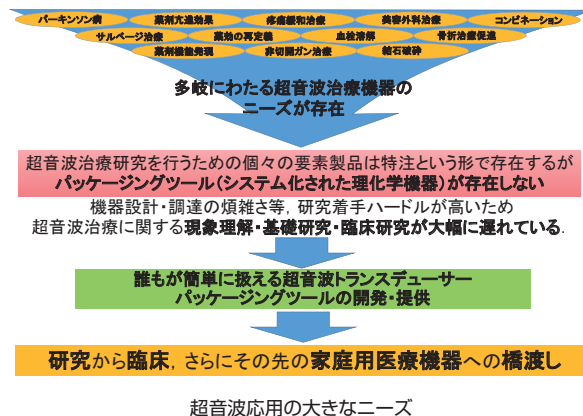 パーキンソン病 薬剤亢進効果 疼痛緩和治療 美容外科治療 コンビネーション
サルベージ治療 薬効の再定義 血栓溶解 骨折治療促進
薬剤機能発現 非切開ガン治療 結石破砕
多岐にわたる超音波治療機器の
ニーズが存在
超音波治療研究を行うための個々の要素製品は特注という形で存在するが
パッケージングツール(システム化された理化学機器)が存在しない
機器設計・調達の煩雑さ等,研究着手ハードルが高いため
超音波治療に関する現象理解・基礎研究・臨床研究が大幅に遅れている.
誰もが簡単に扱える超音波トランスデューサー
パッケージングツールの開発・提供
研究から臨床,さらにその先の家庭用医療機器への橋渡し
超音波応用の大きなニーズ